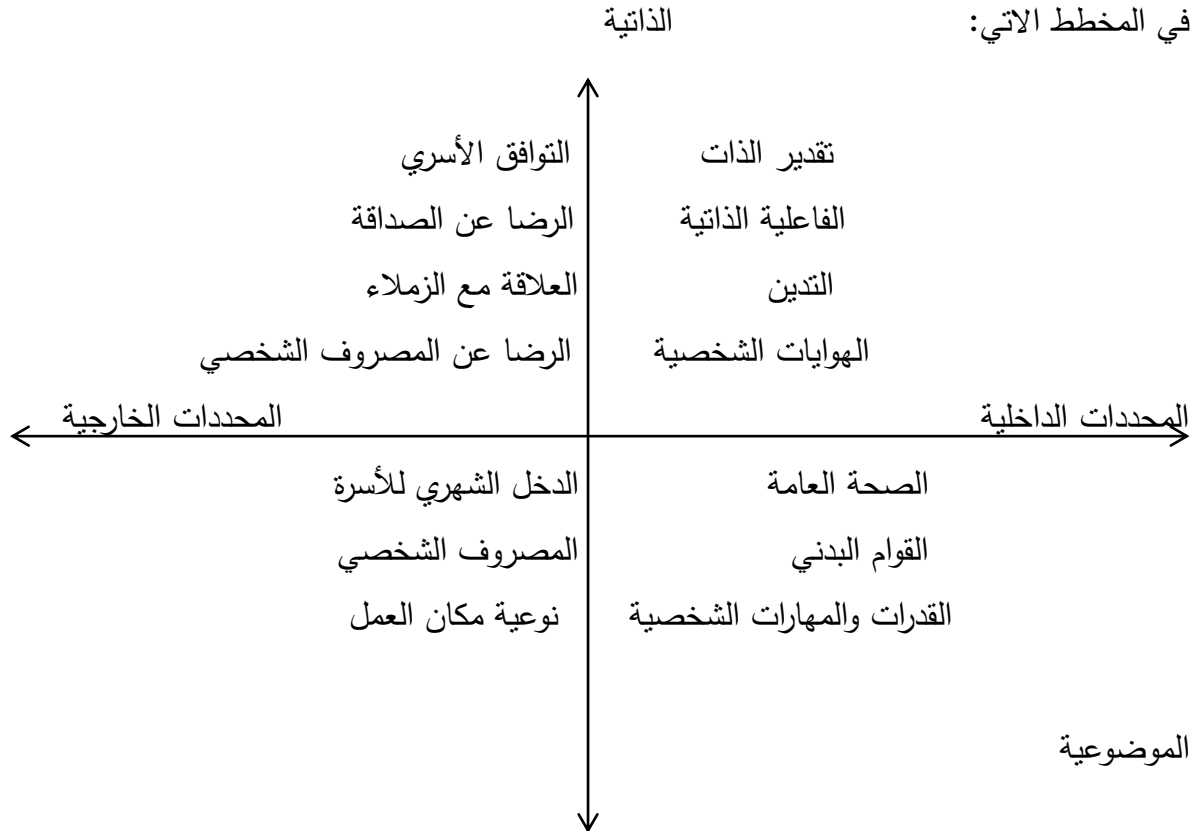 في المخطط الاتي:
الذاتية
تقدير الذات
التوافق الأسري
الفاعلية الذاتية
الرضا عن الصداقة
التدين
العلاقة مع الزملاء
الهوايات الشخصية
الرضا عن المصروف الشخصي
المحددات الداخلية
المحددات الخارجية
الصحة العامة
الدخل الشهري للأسرة
القوام البدني
المصروف الشخصي
القدرات والمهارات الشخصية
نوعية مكان العمل
الموضوعية